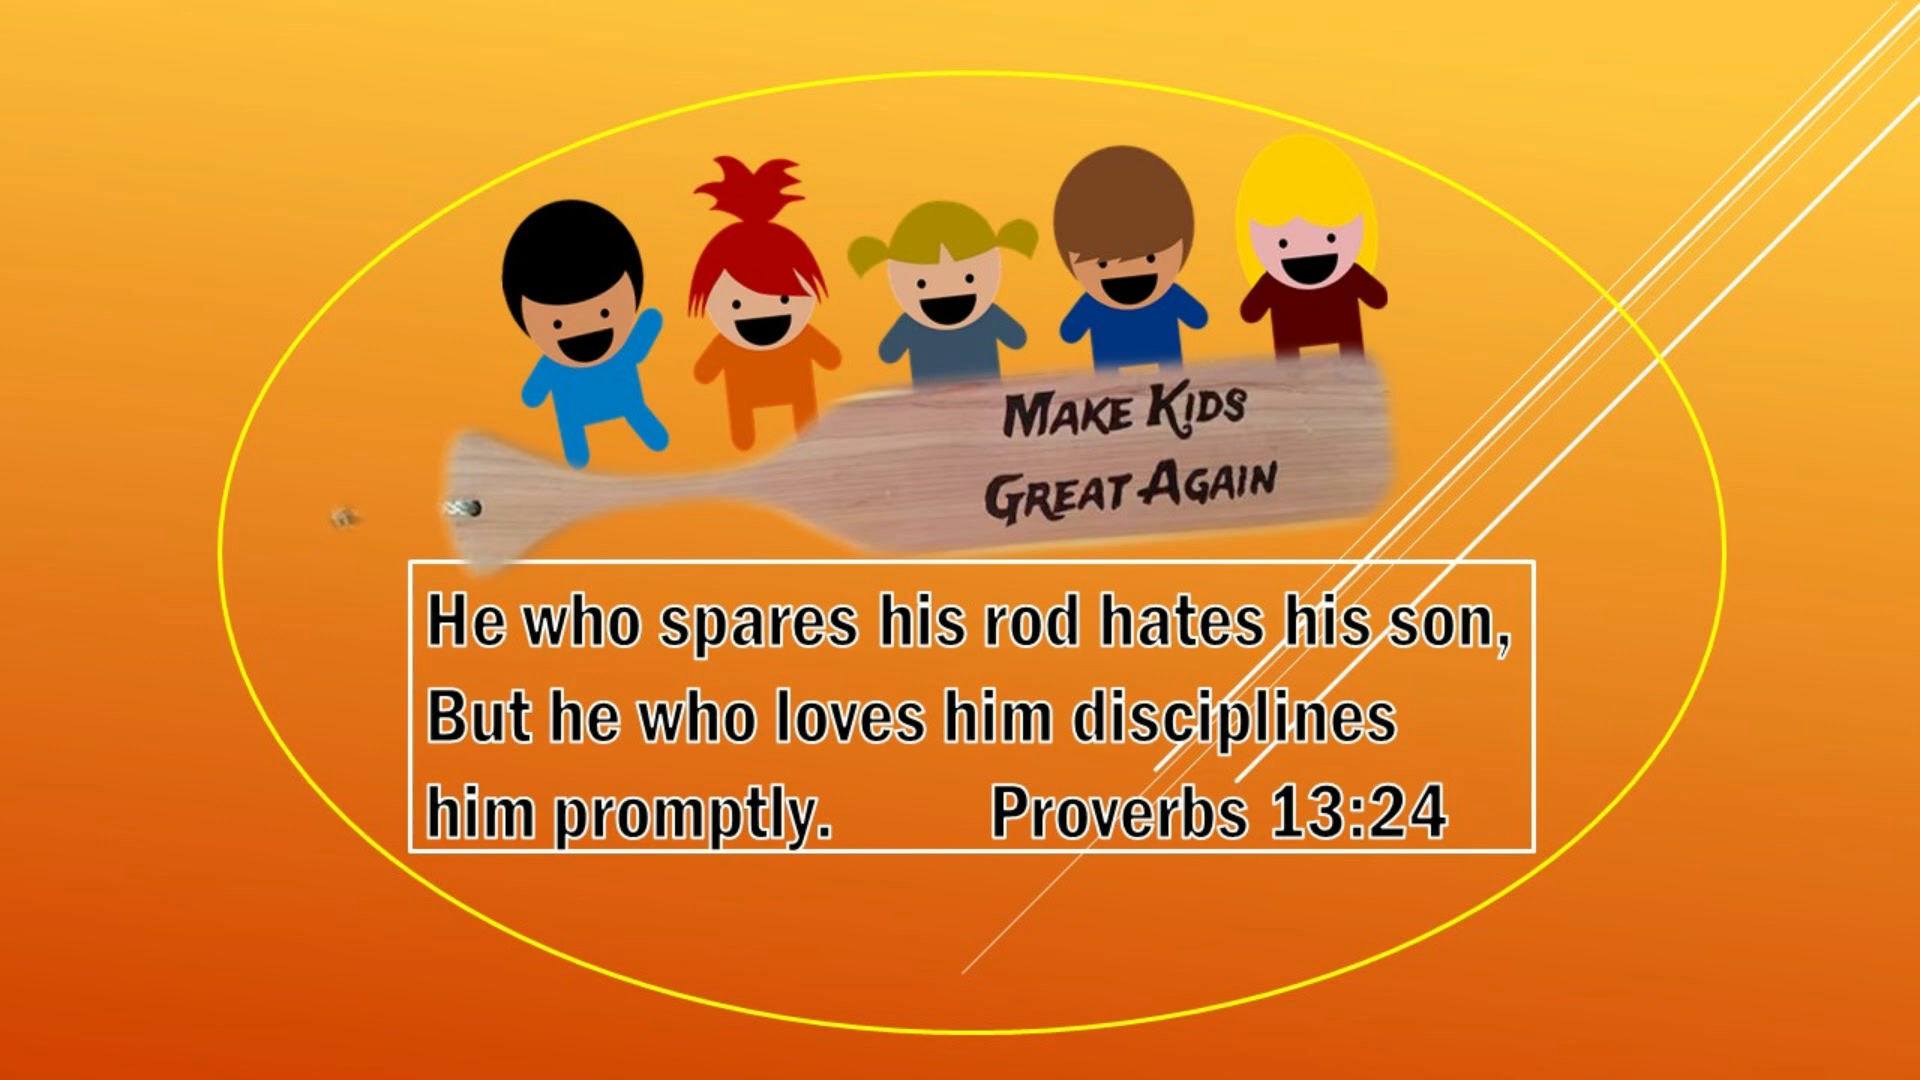 Make Kids
Great Again
He who spares his rod hates his son,
But he who loves him disciplines
him promptly. Proverbs 13:24